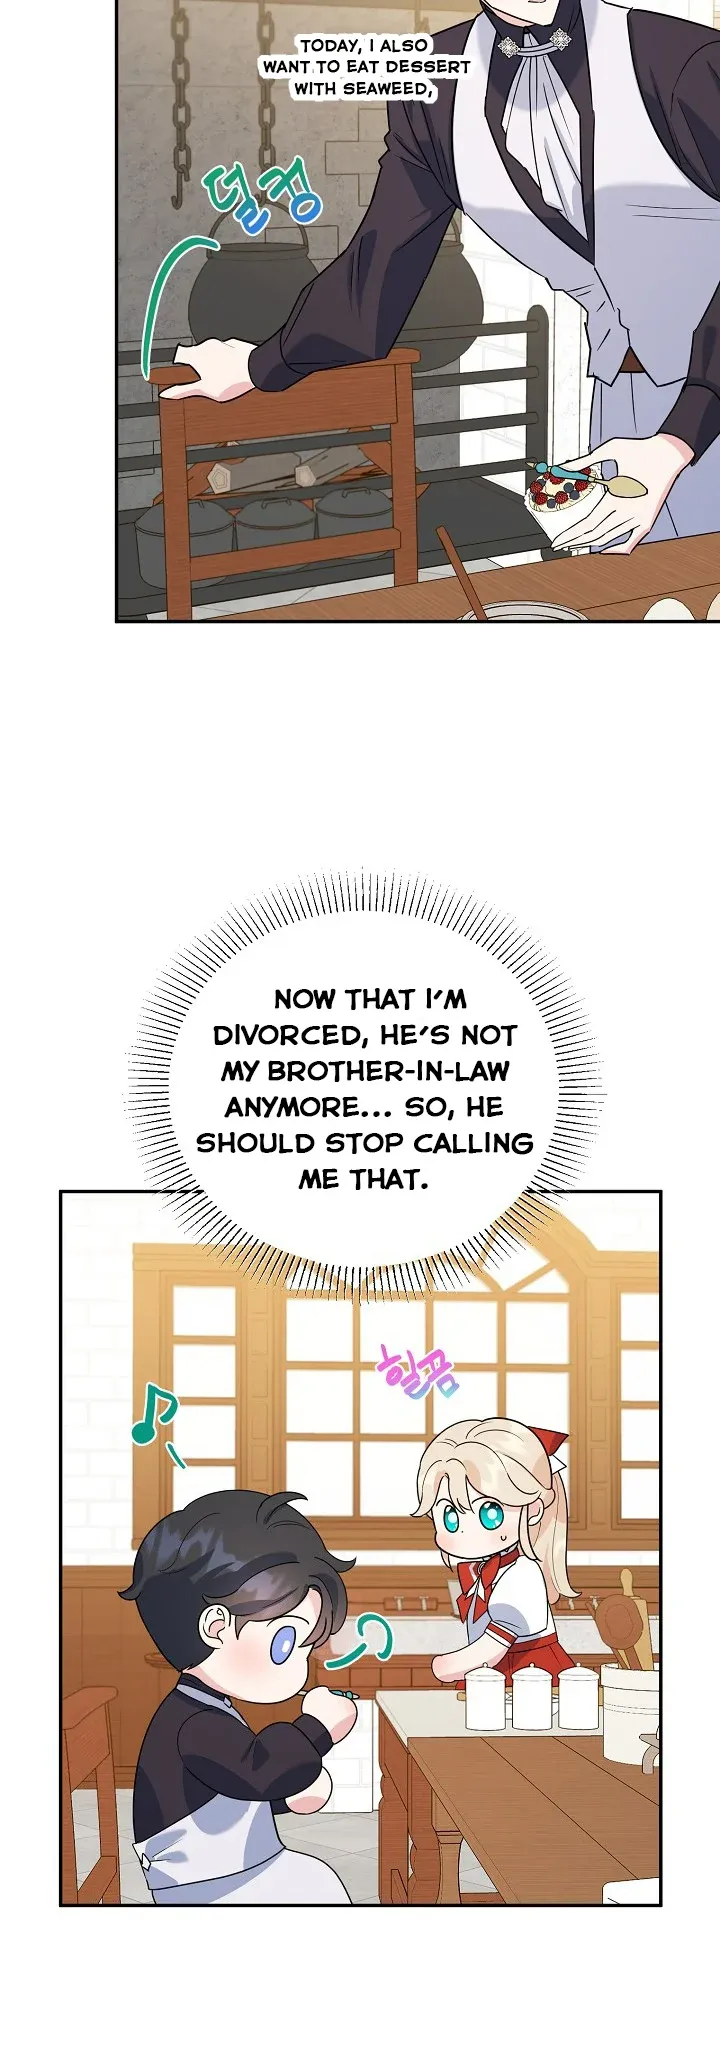 TODAY, I ALSO
WANT TO EAT DESSERT
WITH SEAWEED,
덜컹
NOW THAT I'M
DIVORCED, HE'S NOT
MY BROTHER-IN-LAW
ANYMORE... SO, HE
SHOULD STOP CALLING
ME THAT.
힐끔